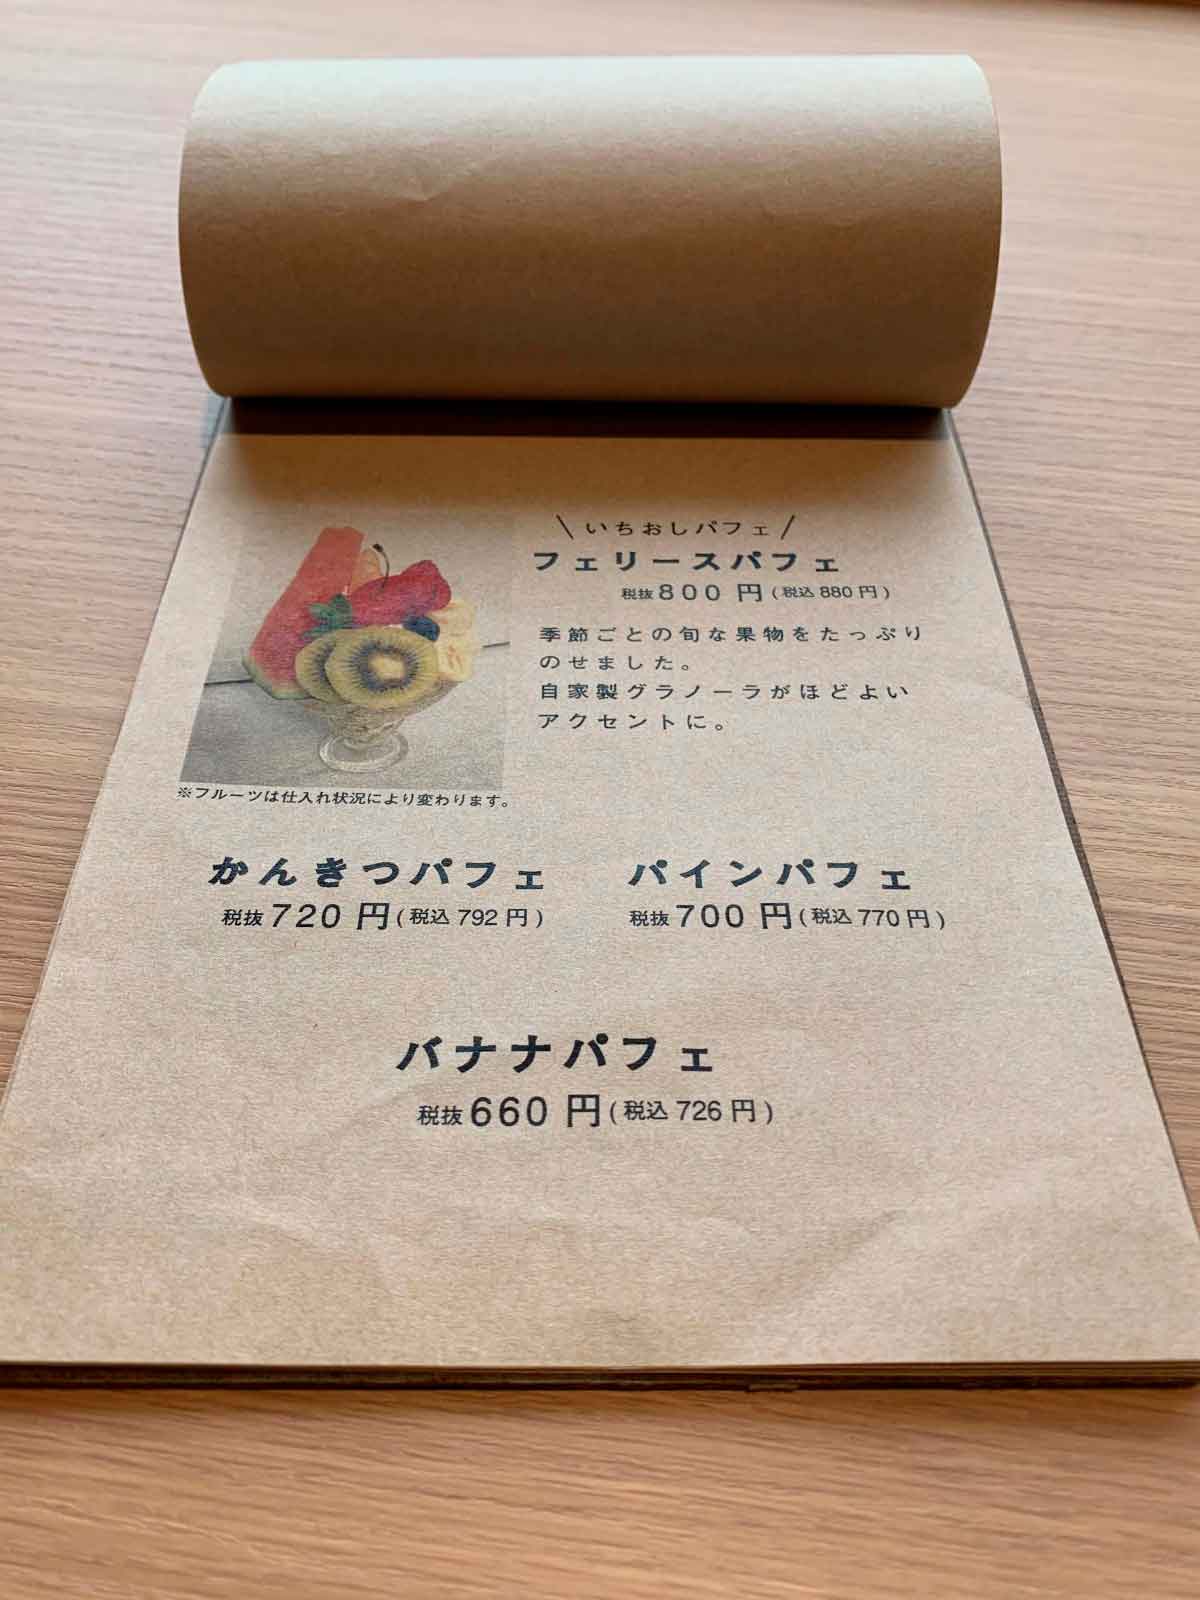 \いちおしパフェ/
フェリースパフェ
税抜800円(税込880円)
季節ごとの旬な果物をたっぷり
のせました。
自家製グラノーラがほどよい
アクセントに。
※フルーツは仕入れ状況により変わります。
かんきつパフェ
税抜720円(税込792円)
パインパフェ
税抜700円(税込770円)
バナナパフェ
税抜660円(税込726円)